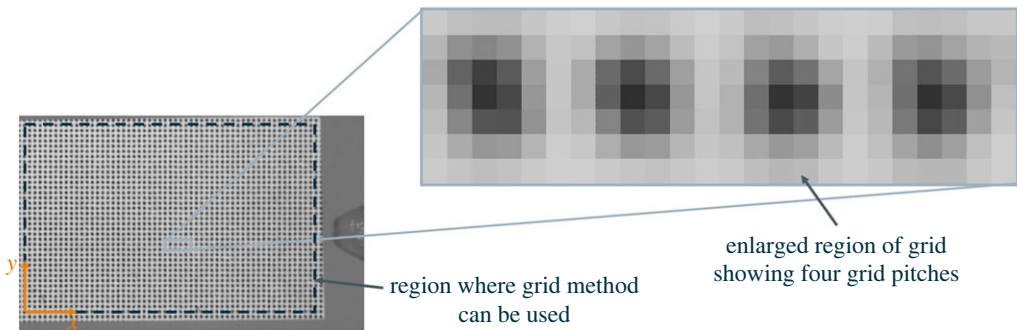 enlarged region of grid
showing four grid pitches
y
region where grid method
can be used
x